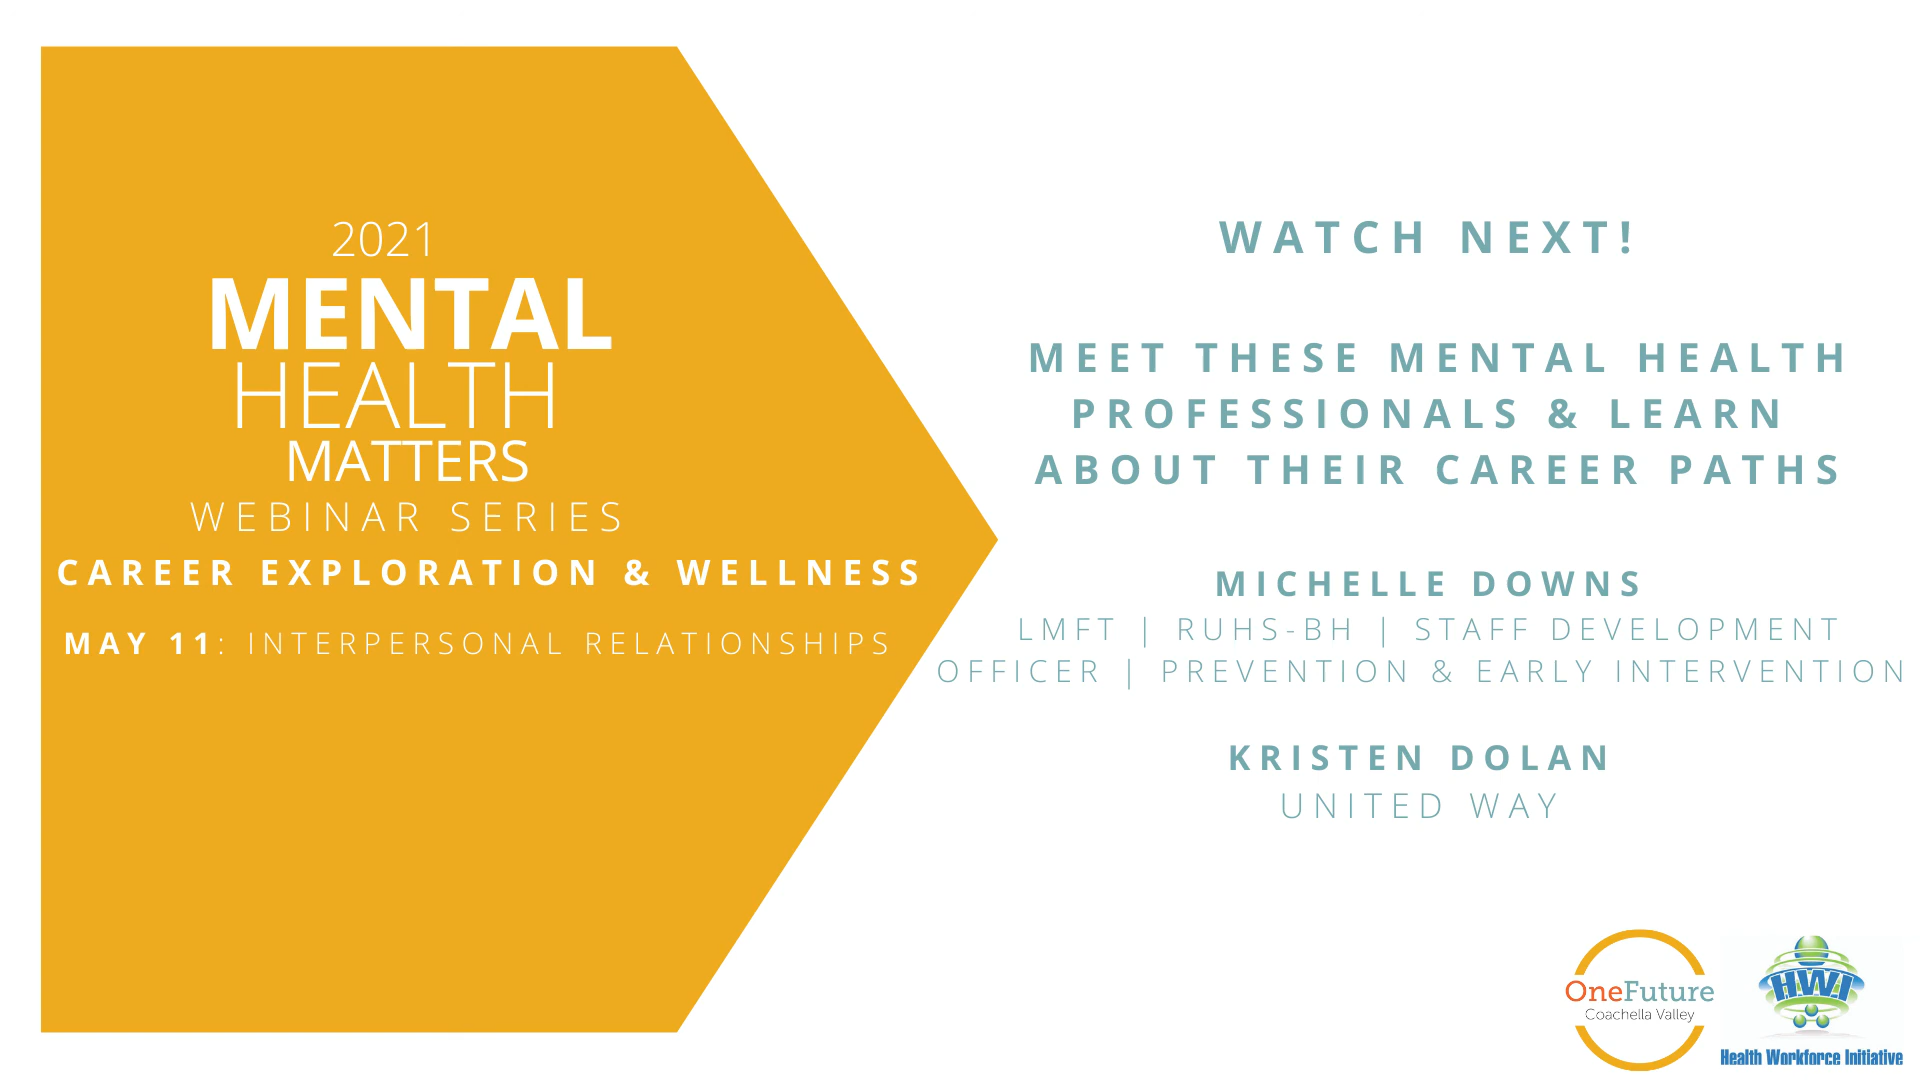 2021
MENTAL
HEALTH
MATTERS
WEBINAR SERIES
CAREER EXPLORATION & WELLNESS
MAY 11: INTERPERSONAL RELATIONSHIPS
WATCH NEXT!
MEET THESE MENTAL HEALTH
PROFESSIONALS & LEARN
ABOUT THEIR CAREER PATHS
MICHELLE DOWNS
LMFT | RUHS-BH | STAFF DEVELOPMENT
OFFICER | PREVENTION & EARLY INTERVENTION
KRISTEN DOLAN
UNITED WAY
OneFuture
Coachella Valley
HWI
Health Workforce Initiative